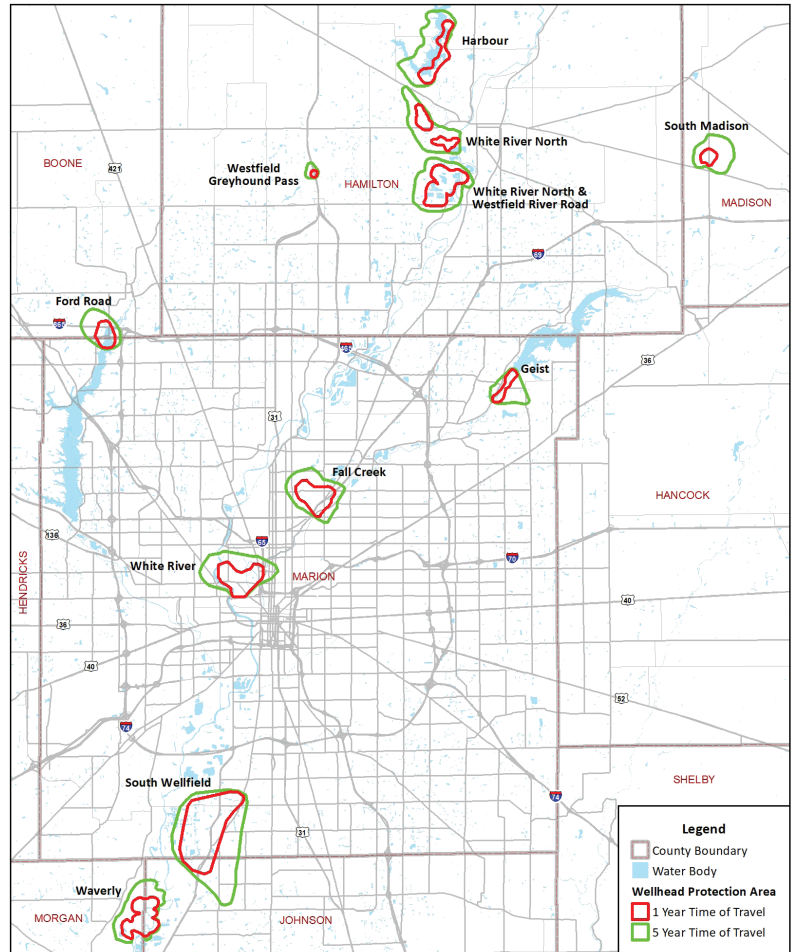 Harbour
White River North
South Madison
BOONE
421
Westfield
Greyhound Pass
HAMILTON
White River North &
Westfield River Road
MADISON
69
Ford Road
865
465
36
Geist
31
Fall Creek
HANCOCK
136
65
70
White River
MARION
HENDRICKS
40
36
40
52
74
South Wellfield
SHELBY
74
31
Waverly
MORGAN
JOHNSON
Legend
County Boundary
Water Body
Wellhead Protection Area
1 Year Time of Travel
5 Year Time of Travel